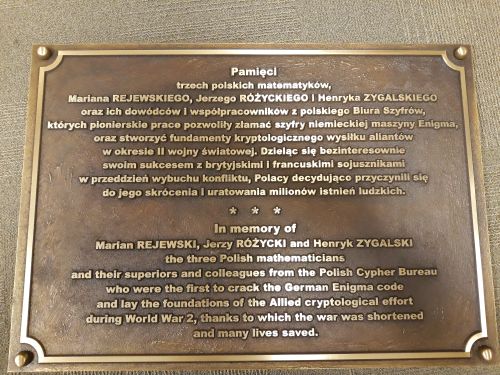 Pamięci
trzech polskich matematyków,
Mariana REJEWSKIEGO, Jerzego RÓŻYCKIEGO i Henryka ZYGALSKIEGO
oraz ich dowódców i współpracowników z polskiego Biura Szyfrów,
których pionierskie prace pozwoliły złamać szyfry niemieckiej maszyny Enigma,
oraz stworzyć fundamenty kryptologicznego wysiłku aliantów
w okresie II wojny światowej. Dzieląc się bezinteresownie
swoim sukcesem z brytyjskimi i francuskimi sojusznikami
w przeddzień wybuchu konfliktu, Polacy decydująco przyczynili się
do jego skrócenia i uratowania milionów istnień ludzkich.
* * *
In memory of
Marian REJEWSKI, Jerzy RÓŻYCKI and Henryk ZYGALSKI
the three Polish mathematicians
and their superiors and colleagues from the Polish Cypher Bureau
who were the first to crack the German Enigma code
and lay the foundations of the Allied cryptological effort
during World War 2, thanks to which the war was shortened
and many lives saved.